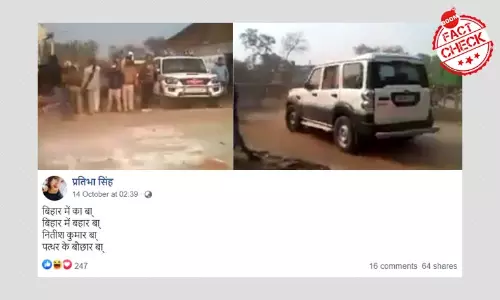 BOOM
FACT
CHECK
प्रतिभा सिंह
14 October at 02:39
बिहार में का बा्
बिहार में बहार बा्
नितीश कुमार बा्
पत्थर के बोछार बा्
247
16 comments 64 shares